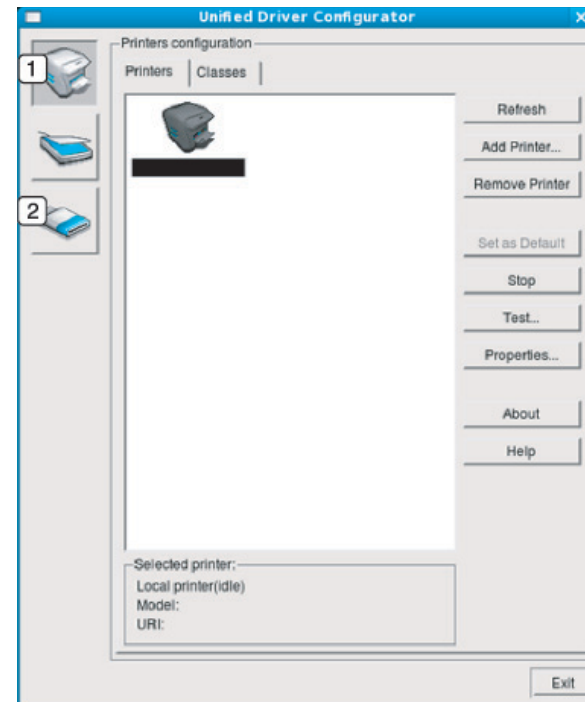 Unified Driver Configurator
Printers configuration
1
Printers
Classes
Refresh
Add Printer...
Remove Printer
2
Set as Default
Stop
Test...
Properties...
About
Help
Selected printer:
Local printer(idle)
Model:
URI:
Exit